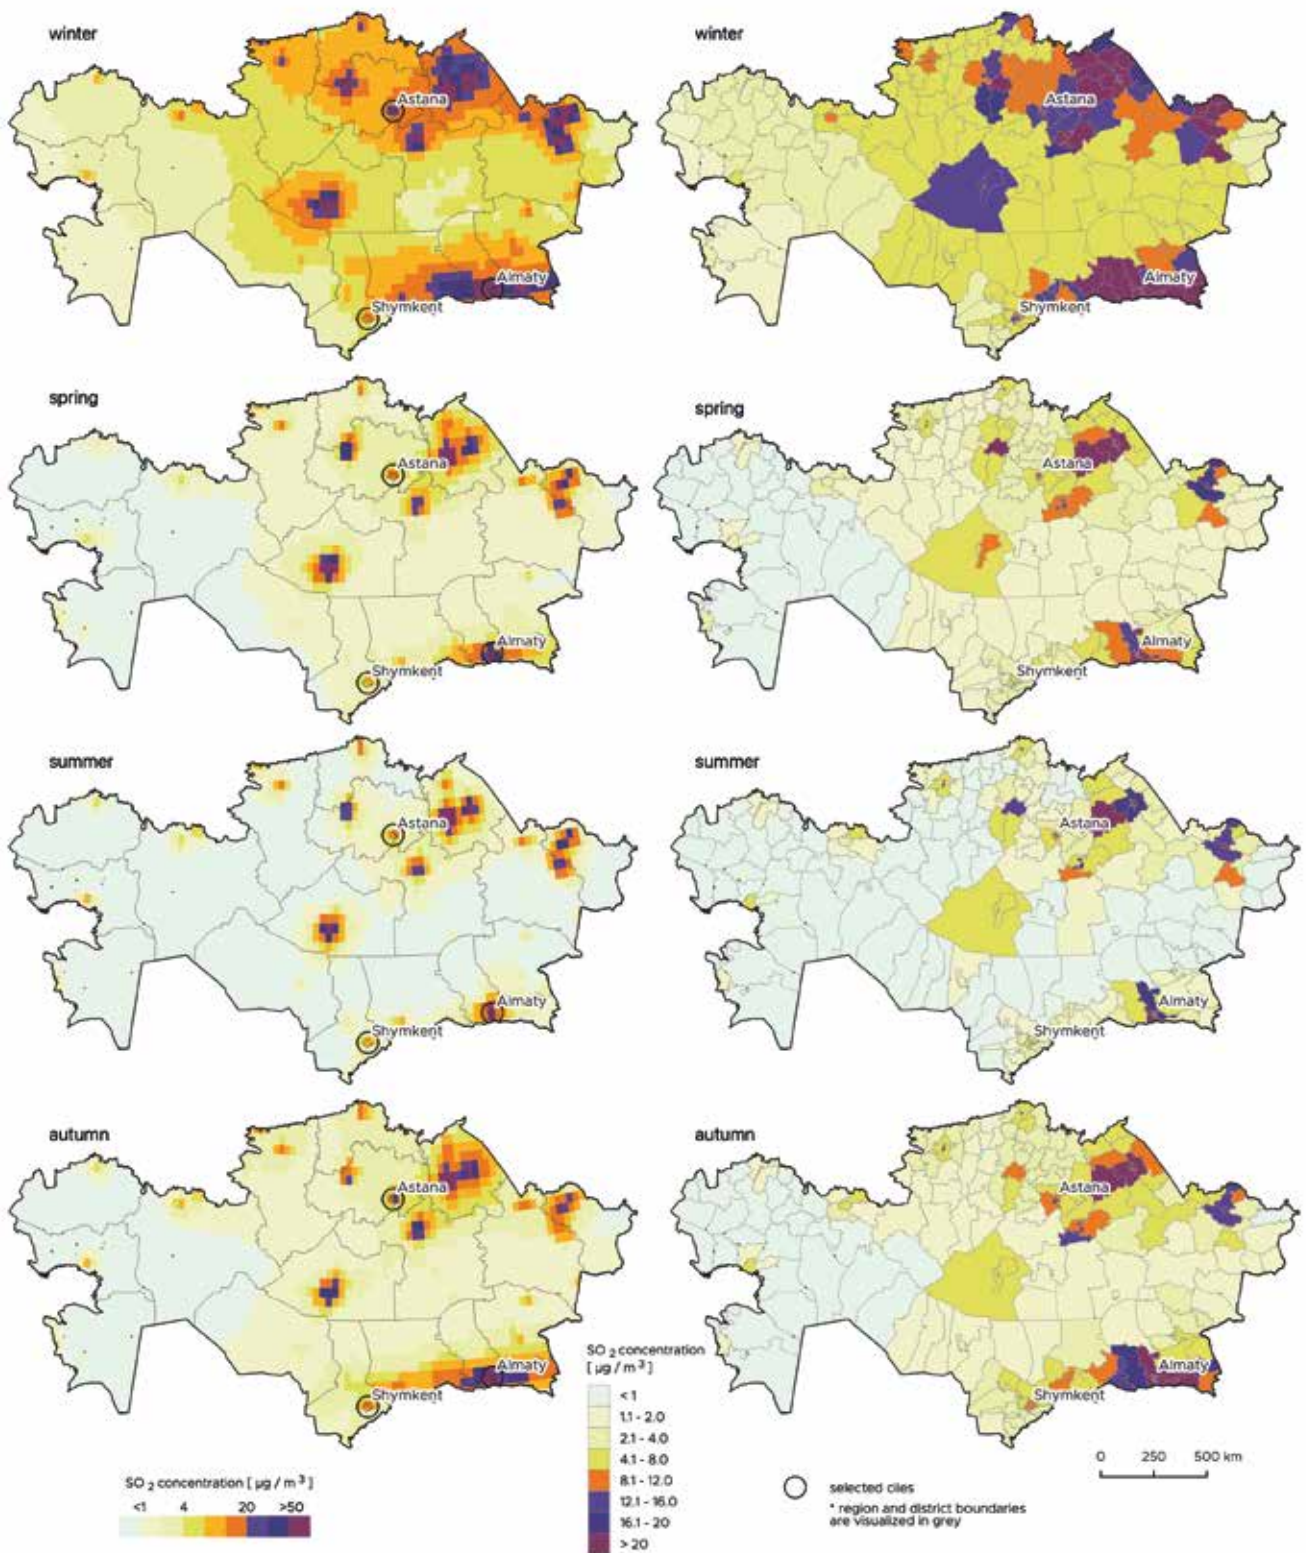 winter
winter
Astana
Astana
Almaty
Almaty
Shymkent
Shymkent
spring
spring
Astana
Astana
Almaty
Almaty
Shymkent
Shymkent
summer
summer
Astana
Astana
Almaty
Almaty
Shymkent
Shymkent
autumn
autumn
Astana
Astana
Almaty
Almaty
Shymkent
Shymkent
SO 2 concentration
[ µg / m 3 ]
< 1
1.1 - 2.0
2.1 - 4.0
4.1 - 8.0
8.1 - 12.0
12.1 - 16.0
16.1 - 20
> 20
SO 2 concentration [ µg / m 3 ]
<1 4 20 >50
0 250 500 km
selected ciles
* region and district boundaries
are visualized in grey